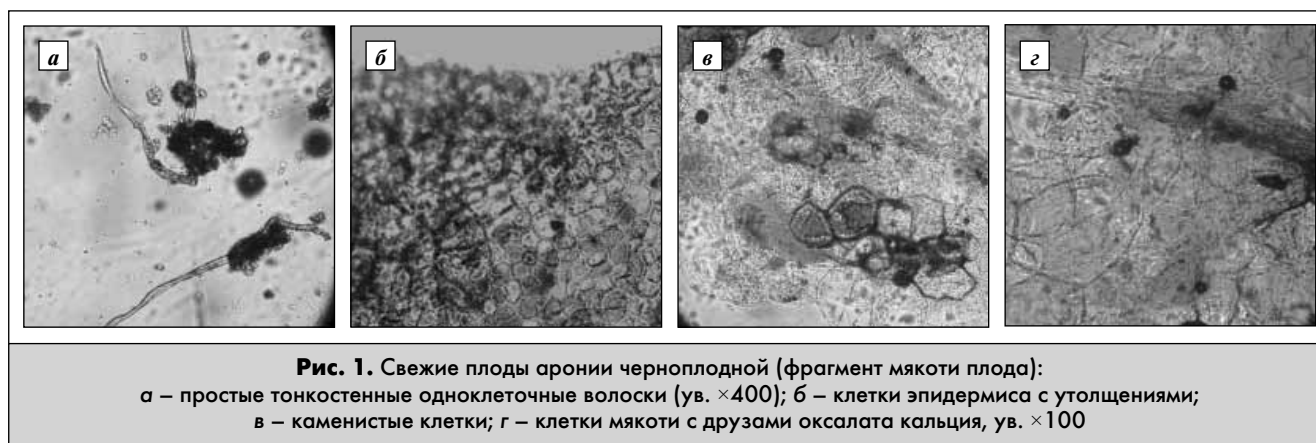 а
б
в
г
Рис. 1. Свежие плоды аронии черноплодной (фрагмент мякоти плода):
а – простые тонкостенные одноклеточные волоски (ув. ×400); б – клетки эпидермиса с утолщениями;
в – каменистые клетки; г – клетки мякоти с друзами оксалата кальция, ув. ×100